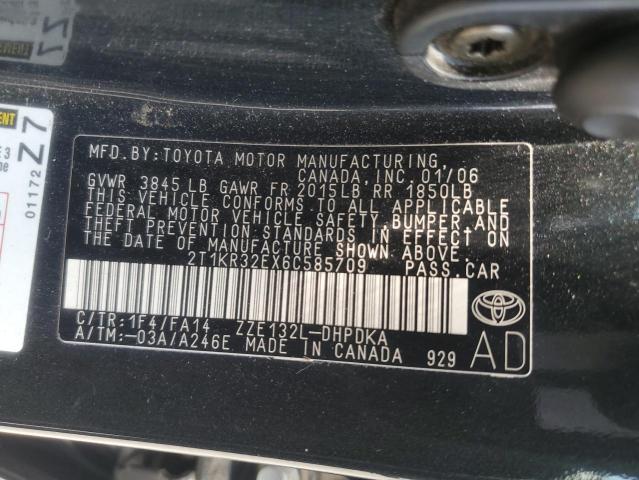 MFD.BY:TOYOTA MOTOR MANUFACTURING,
CANADA, INC. 01/06
GVWR 3845 LB GAWR FR 2015LB RR 1850LB
THIS VEHICLE CONFORMS TO ALL APPLICABLE
FEDERAL MOTOR VEHICLE SAFETY, BUMPER, AND
THEFT PREVENTION STANDARDS IN EFFECT ON
THE DATE OF MANUFACTURE SHOWN ABOVE.
2T1KR32EX6C585709 PASS.CAR
C/TR:1F4/FA14 ZZE132L-DHPDKA
A/TM:-03A/A246E MADE IN CANADA 929
TOYOTA
AD
01172
Z7